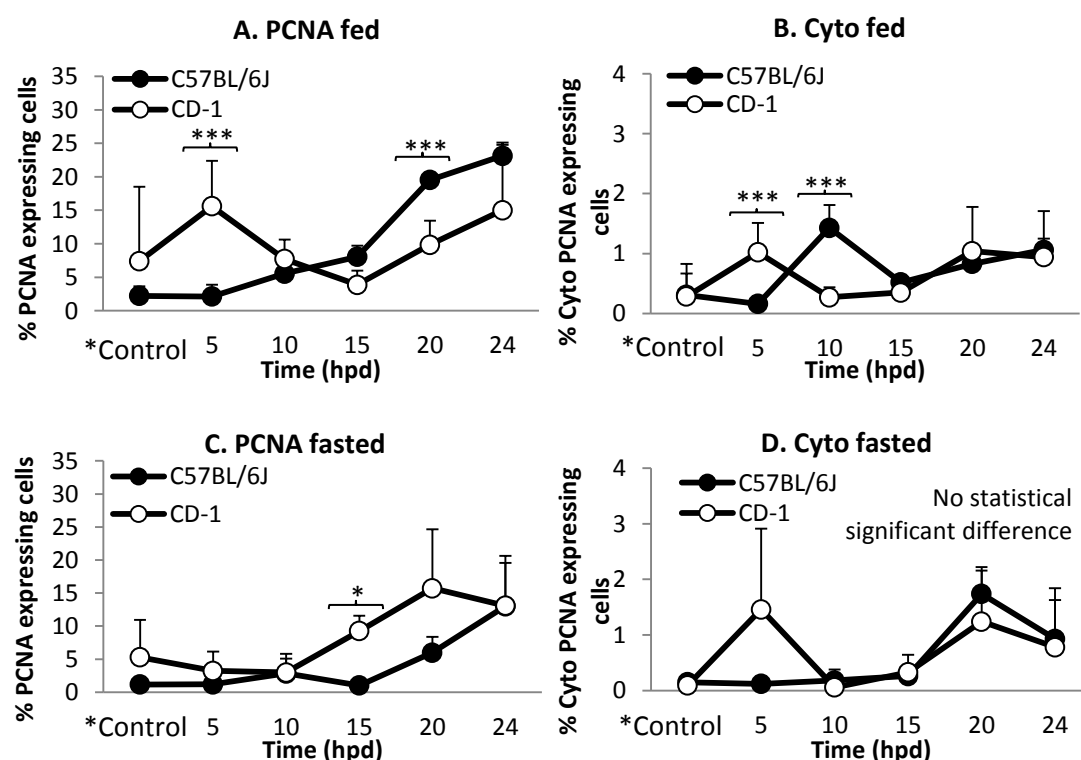 A. PCNA fed
% PCNA expressing cells
35
30
25
20
15
10
5
0
C57BL/6J
CD-1
***
***
*Control 5 10 15 20 24
Time (hpd)
B. Cyto fed
% Cyto PCNA expressing
cells
4
3
2
1
0
C57BL/6J
CD-1
***
***
*Control 5 10 15 20 24
Time (hpd)
C. PCNA fasted
% PCNA expressing cells
35
30
25
20
15
10
5
0
C57BL/6J
CD-1
*
*Control 5 10 15 20 24
Time (hpd)
D. Cyto fasted
% Cyto PCNA expressing
cells
4
3
2
1
0
C57BL/6J
CD-1
No statistical
significant difference
*Control 5 10 15 20 24
Time (hpd)